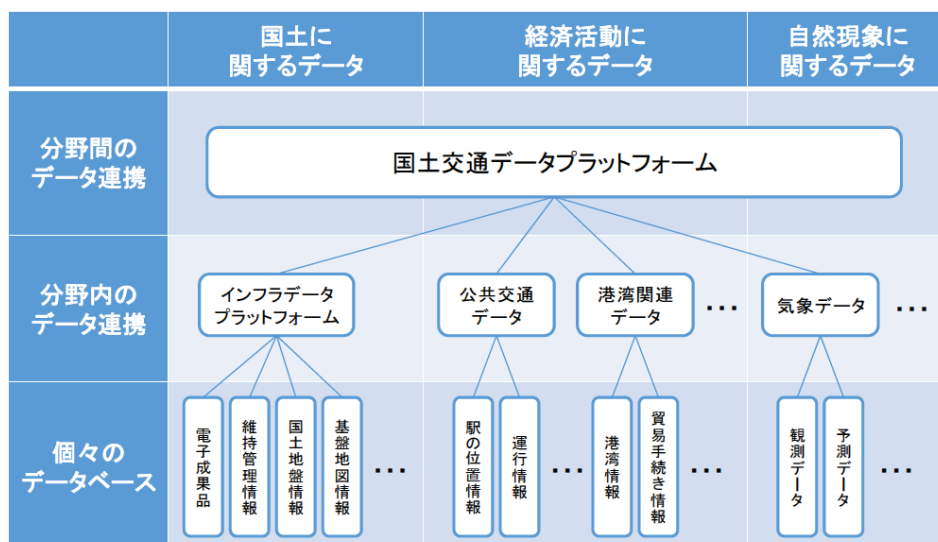 国土に
関するデータ
経済活動に
関するデータ
自然現象に
関するデータ
分野間の
データ連携
国土交通データプラットフォーム
分野内の
データ連携
インフラデータ
プラットフォーム
公共交通
データ
港湾関連
データ
・・・
気象データ
・・・
個々の
データベース
電子成果品
維持管理情報
国土地盤情報
基盤地図情報
・・・
駅の位置情報
運行情報
・・・
港湾情報
貿易手続き情報
・・・
観測データ
予測データ
・・・